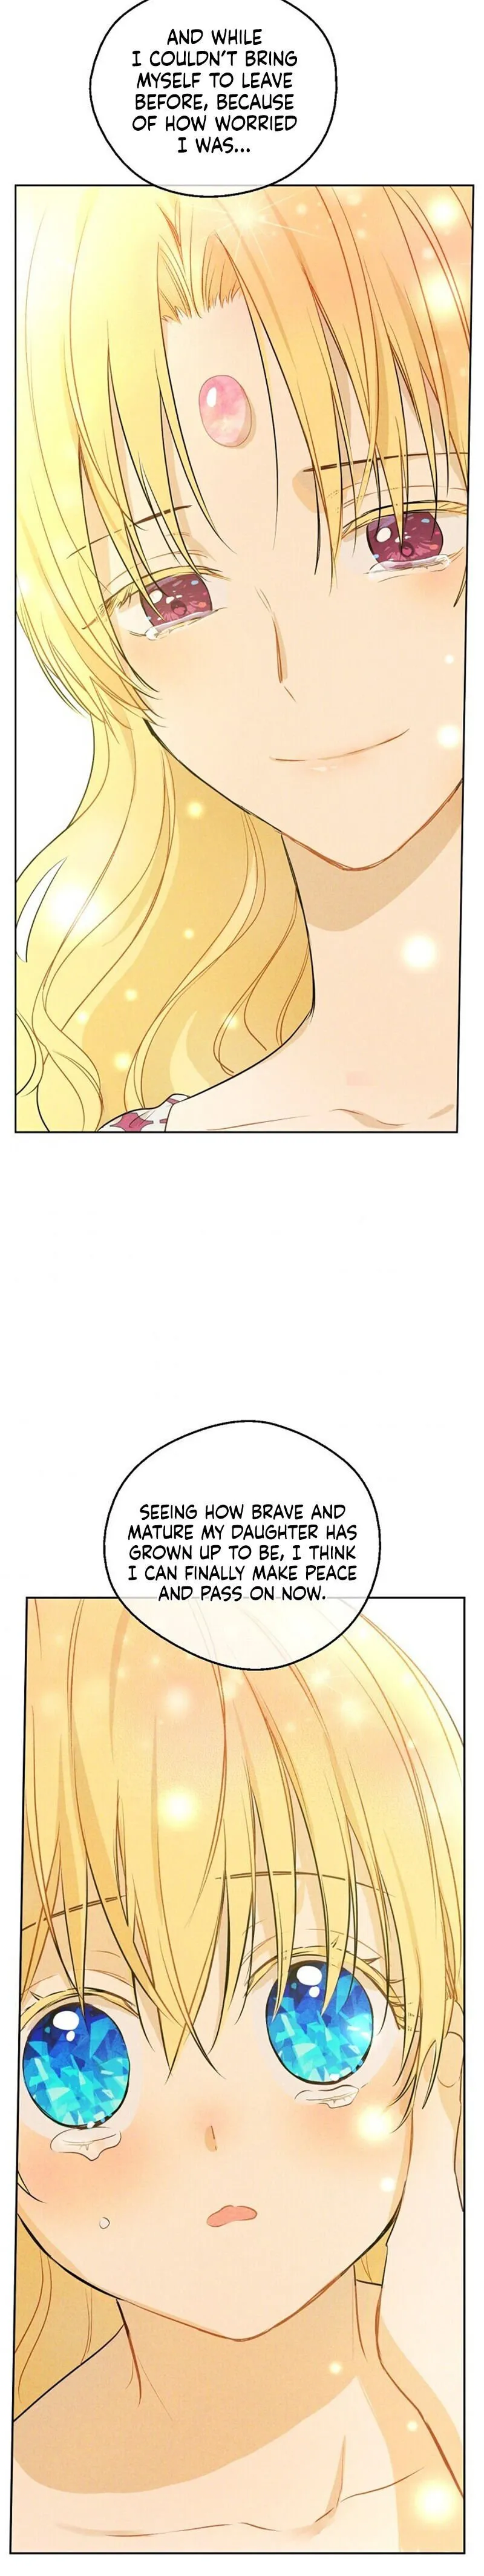 AND WHILE
I COULDN'T BRING
MYSELF TO LEAVE
BEFORE, BECAUSE
OF HOW WORRIED
I WAS...
SEEING HOW BRAVE AND
MATURE MY DAUGHTER HAS
GROWN UP TO BE, I THINK
I CAN FINALLY MAKE PEACE
AND PASS ON NOW.